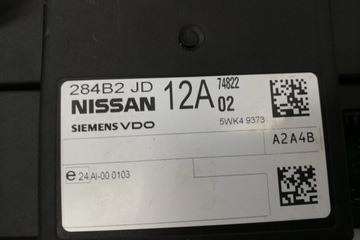 284B2 JD 12A 74822
NISSAN 02
SIEMENS VDO 5WK4 9373
A2A4B
e 24 AI-00 0103